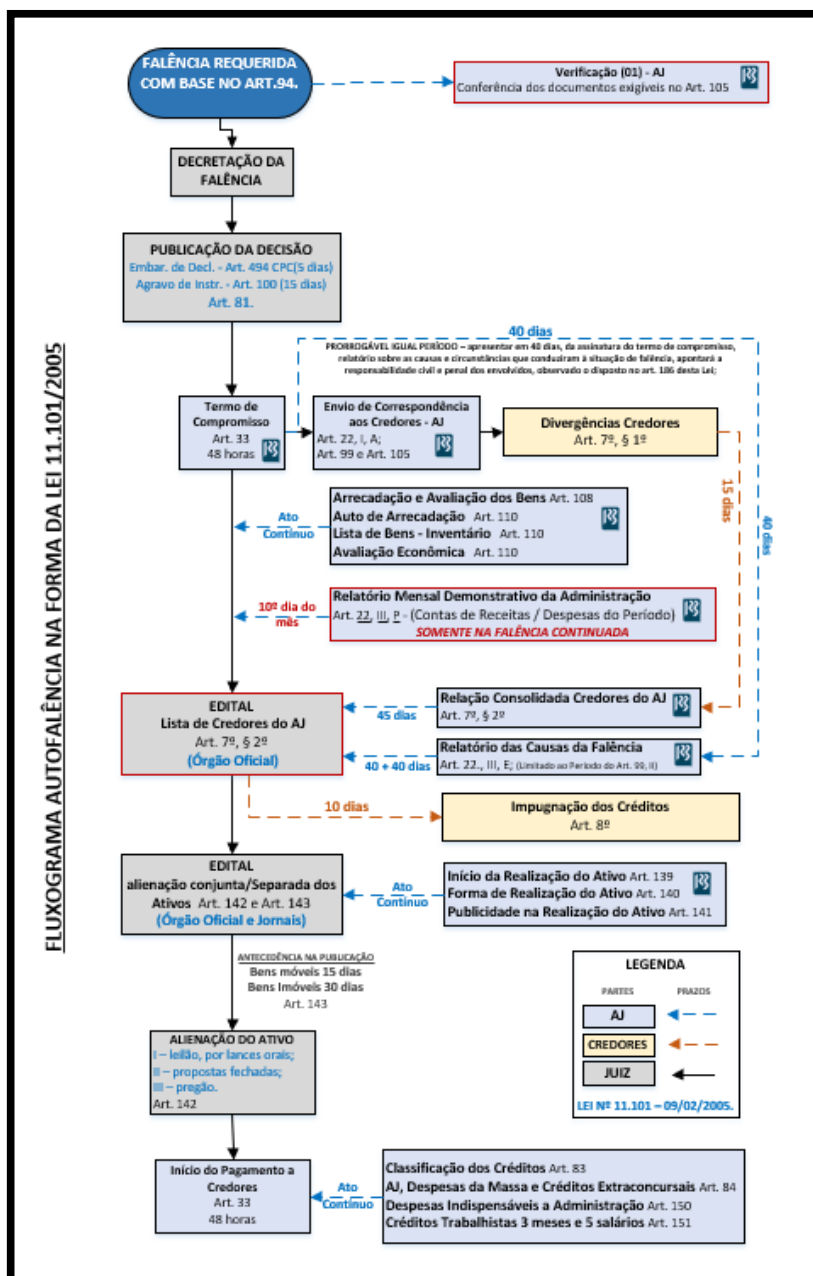 FLUXOGRAMA AUTOFALÊNCIA NA FORMA DA LEI 11.101/2005
FALÊNCIA REQUERIDA
COM BASE NO ART.94.
Verificação (01) - AJ
Conferência dos documentos exigíveis no Art. 105
DECRETAÇÃO DA
FALÊNCIA
PUBLICAÇÃO DA DECISÃO
Embar. de Decl. - Art. 494 CPC(5 dias)
Agravo de Instr. - Art. 100 (15 dias)
Art. 81.
40 dias
PRORROGÁVEL IGUAL PERÍODO – apresentar em 40 dias, da assinatura do termo de compromisso,
relatório sobre as causas e circunstâncias que conduziram à situação de falência, apontará a
responsabilidade civil e penal dos envolvidos, observado o disposto no art. 186 desta Lei;
Termo de
Compromisso
Art. 33
48 horas
Envio de Correspondência
aos Credores - AJ
Art. 22, I, A;
Art. 99 e Art. 105
Divergências Credores
Art. 7º, § 1º
15 dias
40 dias
Ato
Contínuo
Arrecadação e Avaliação dos Bens Art. 108
Auto de Arrecadação Art. 110
Lista de Bens - Inventário Art. 110
Avaliação Econômica Art. 110
10º dia do
mês
Relatório Mensal Demonstrativo da Administração
Art. 22, III, P - (Contas de Receitas / Despesas do Período)
SOMENTE NA FALÊNCIA CONTINUADA
EDITAL
Lista de Credores do AJ
Art. 7º, § 2º
(Órgão Oficial)
45 dias
Relação Consolidada Credores do AJ
Art. 7º, § 2º
40 + 40 dias
Relatório das Causas da Falência
Art. 22., III, E; (Limitado ao Período do Art. 99, II)
10 dias
Impugnação dos Créditos
Art. 8º
EDITAL
alienação conjunta/Separada dos
Ativos Art. 142 e Art. 143
(Órgão Oficial e Jornais)
Ato
Contínuo
Início da Realização do Ativo Art. 139
Forma de Realização do Ativo Art. 140
Publicidade na Realização do Ativo Art. 141
ANTECEDÊNCIA NA PUBLICAÇÃO
Bens móveis 15 dias
Bens Imóveis 30 dias
Art. 143
LEGENDA
PARTES PRAZOS
AJ
CREDORES
JUIZ
LEI Nº 11.101 – 09/02/2005.
ALIENAÇÃO DO ATIVO
I – leilão, por lances orais;
II – propostas fechadas;
III – pregão.
Art. 142
Início do Pagamento a
Credores
Art. 33
48 horas
Ato
Contínuo
Classificação dos Créditos Art. 83
AJ, Despesas da Massa e Créditos Extraconcursais Art. 84
Despesas Indispensáveis a Administração Art. 150
Créditos Trabalhistas 3 meses e 5 salários Art. 151